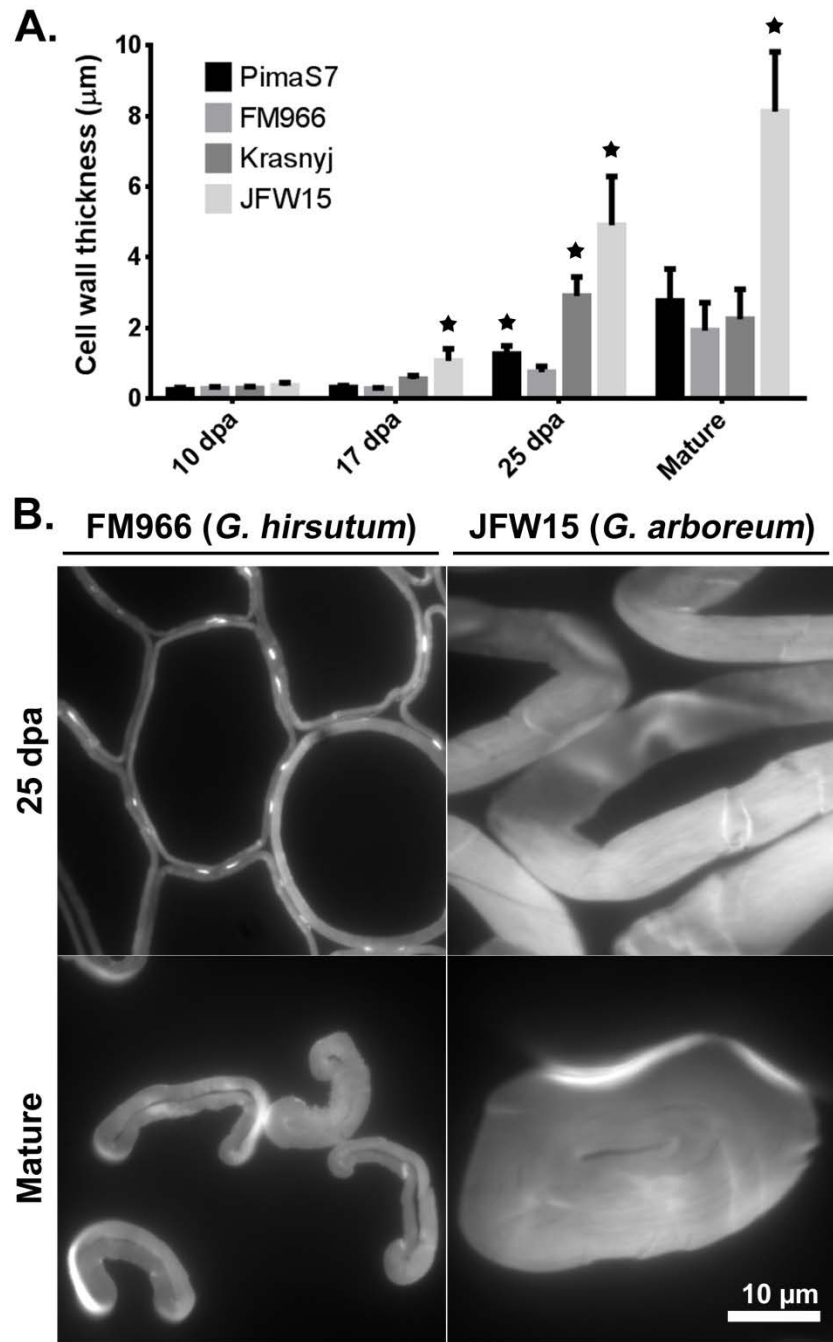 A.
Cell wall thickness (μm)
10
8
6
4
2
0
PimaS7
FM966
Krasnyj
JFW15
10 dpa
17 dpa
25 dpa
Mature
B.
FM966 (G. hirsutum)
JFW15 (G. arboreum)
25 dpa
Mature
10 μm